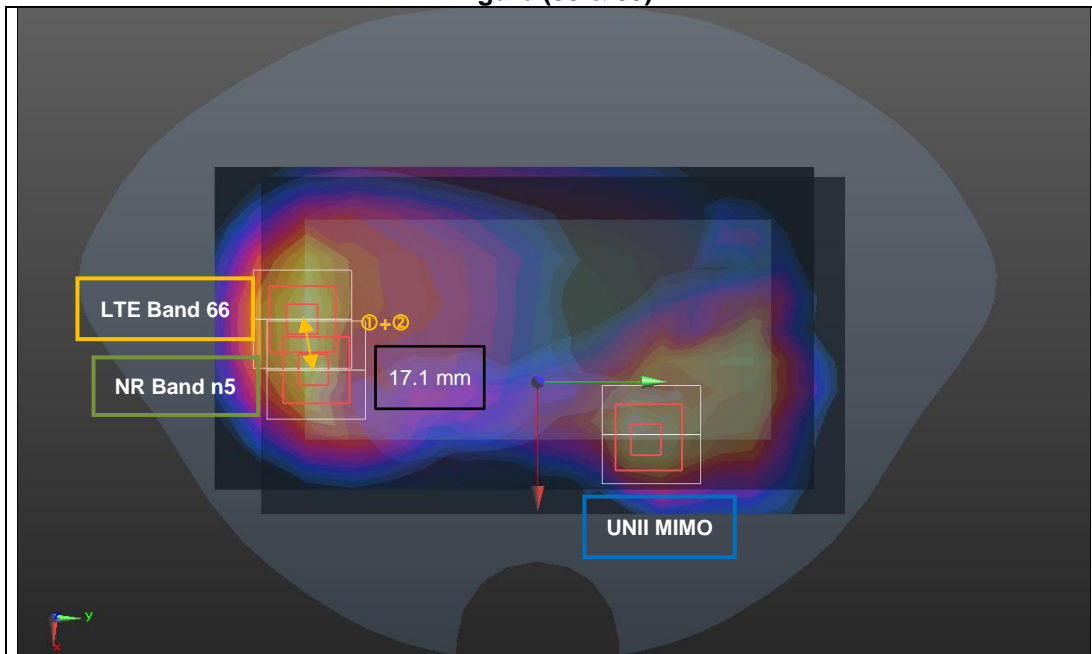 LTE Band 66
①+②
NR Band n5
17.1 mm
UNII MIMO
y
x